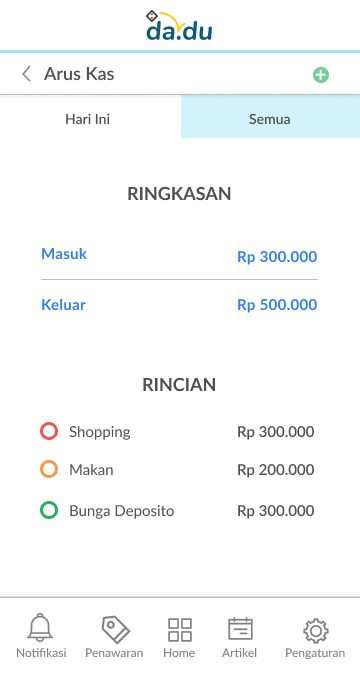 da.du
Arus Kas
Hari Ini Semua
RINGKASAN
Masuk Rp 300.000
Keluar Rp 500.000
RINCIAN
Shopping Rp 300.000
Makan Rp 200.000
Bunga Deposito Rp 300.000
Notifikasi Penawaran Home Artikel Pengaturan